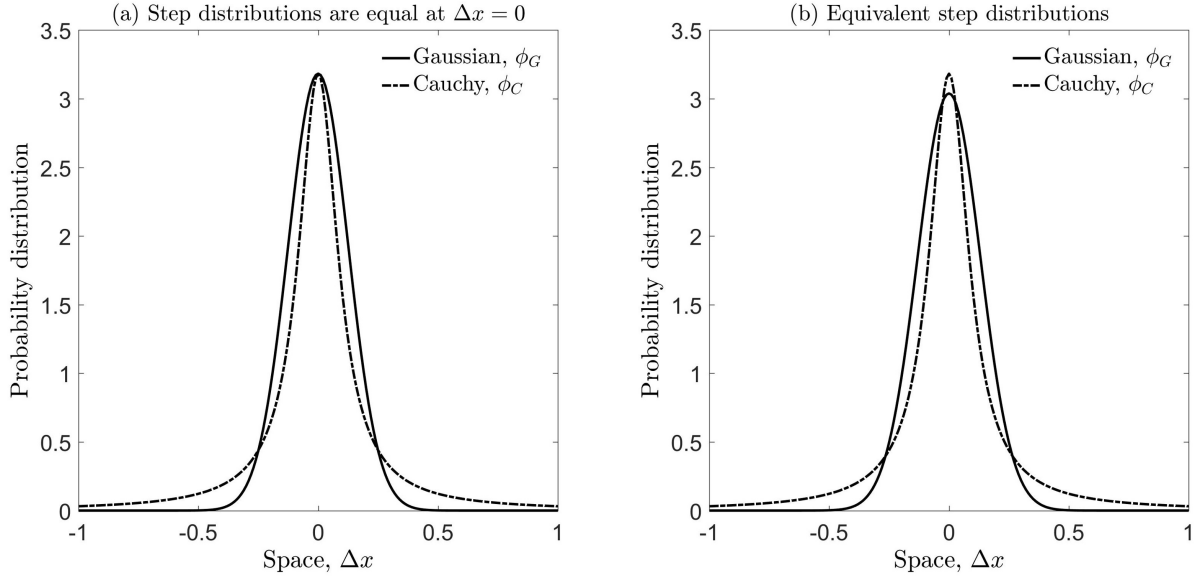 (a) Step distributions are equal at Δx = 0
3.5
3
2.5
2
1.5
1
0.5
0
Probability distribution
Gaussian, ϕ_G
Cauchy, ϕ_C
-1 -0.5 0 0.5 1
Space, Δx
(b) Equivalent step distributions
3.5
3
2.5
2
1.5
1
0.5
0
Probability distribution
Gaussian, ϕ_G
Cauchy, ϕ_C
-1 -0.5 0 0.5 1
Space, Δx